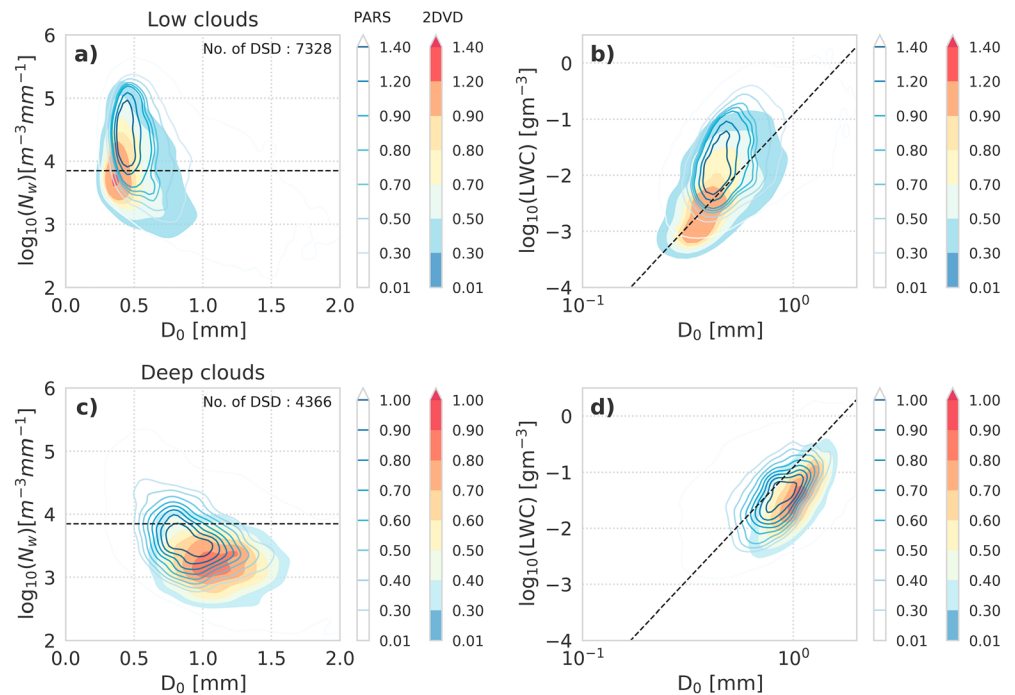 Low clouds
PARS 2DVD
a)
No. of DSD : 7328
log10(Nw)[m−3mm−1]
6
5
4
3
2
0.0 0.5 1.0 1.5 2.0
D0 [mm]
1.40 1.40
1.20 1.20
0.90 0.90
0.80 0.80
0.70 0.70
0.50 0.50
0.30 0.30
0.01 0.01
b)
log10(LWC) [gm−3]
0
−1
−2
−3
−4
10−1 100
D0 [mm]
1.40 1.40
1.20 1.20
0.90 0.90
0.80 0.80
0.70 0.70
0.50 0.50
0.30 0.30
0.01 0.01
Deep clouds
c)
No. of DSD : 4366
log10(Nw)[m−3mm−1]
6
5
4
3
2
0.0 0.5 1.0 1.5 2.0
D0 [mm]
1.00 1.00
0.90 0.90
0.80 0.80
0.70 0.70
0.60 0.60
0.50 0.50
0.40 0.40
0.30 0.30
0.01 0.01
d)
log10(LWC) [gm−3]
0
−1
−2
−3
−4
10−1 100
D0 [mm]
1.00 1.00
0.90 0.90
0.80 0.80
0.70 0.70
0.60 0.60
0.50 0.50
0.40 0.40
0.30 0.30
0.01 0.01